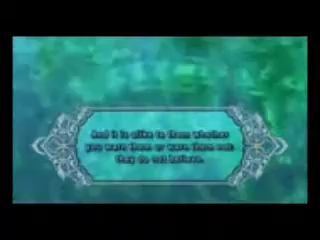 And it is alike to them whether
you warn them or warn them not:
they do not believe.